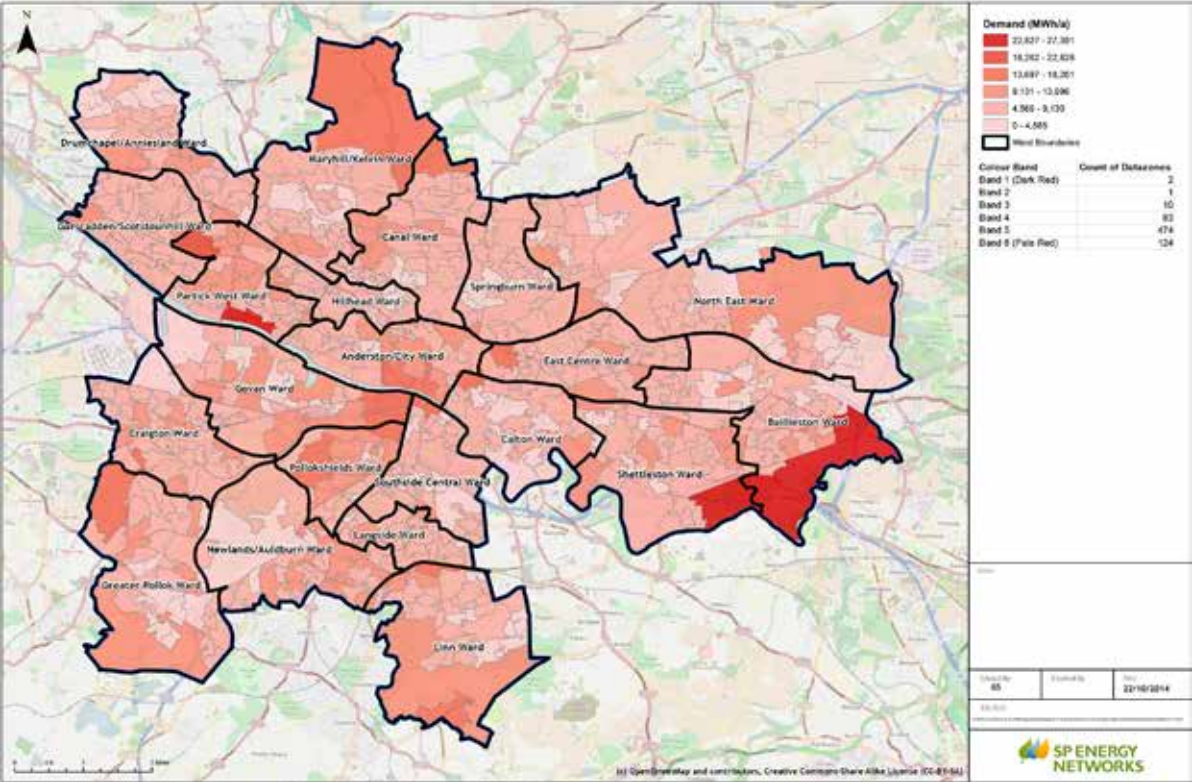 N
Drumchapel/Anniesland Ward
Maryhill/Kelvin Ward
Garscadden/Scotstounhill Ward
Canal Ward
Partick West Ward
Hillhead Ward
Springburn Ward
North East Ward
Anderston/City Ward
East Centre Ward
Govan Ward
Baillieston Ward
Craigton Ward
Calton Ward
Pollokshields Ward
Shettleston Ward
Southside Central Ward
Langside Ward
Newlands/Auldburn Ward
Greater Pollok Ward
Linn Ward
(c) OpenStreetMap and contributors, Creative Commons-Share Alike License (CC-BY-SA)
Demand (MWh/a)
22,827 - 27,391
18,262 - 22,826
13,697 - 18,261
9,131 - 13,696
4,566 - 9,130
0 - 4,565
Ward Boundaries
Colour Band Count of Datazones
Band 1 (Dark Red)
Band 2 1
Band 3 10
Band 4 83
Band 5 474
Band 6 (Pale Red) 124
22/10/2014
SP ENERGY
NETWORKS